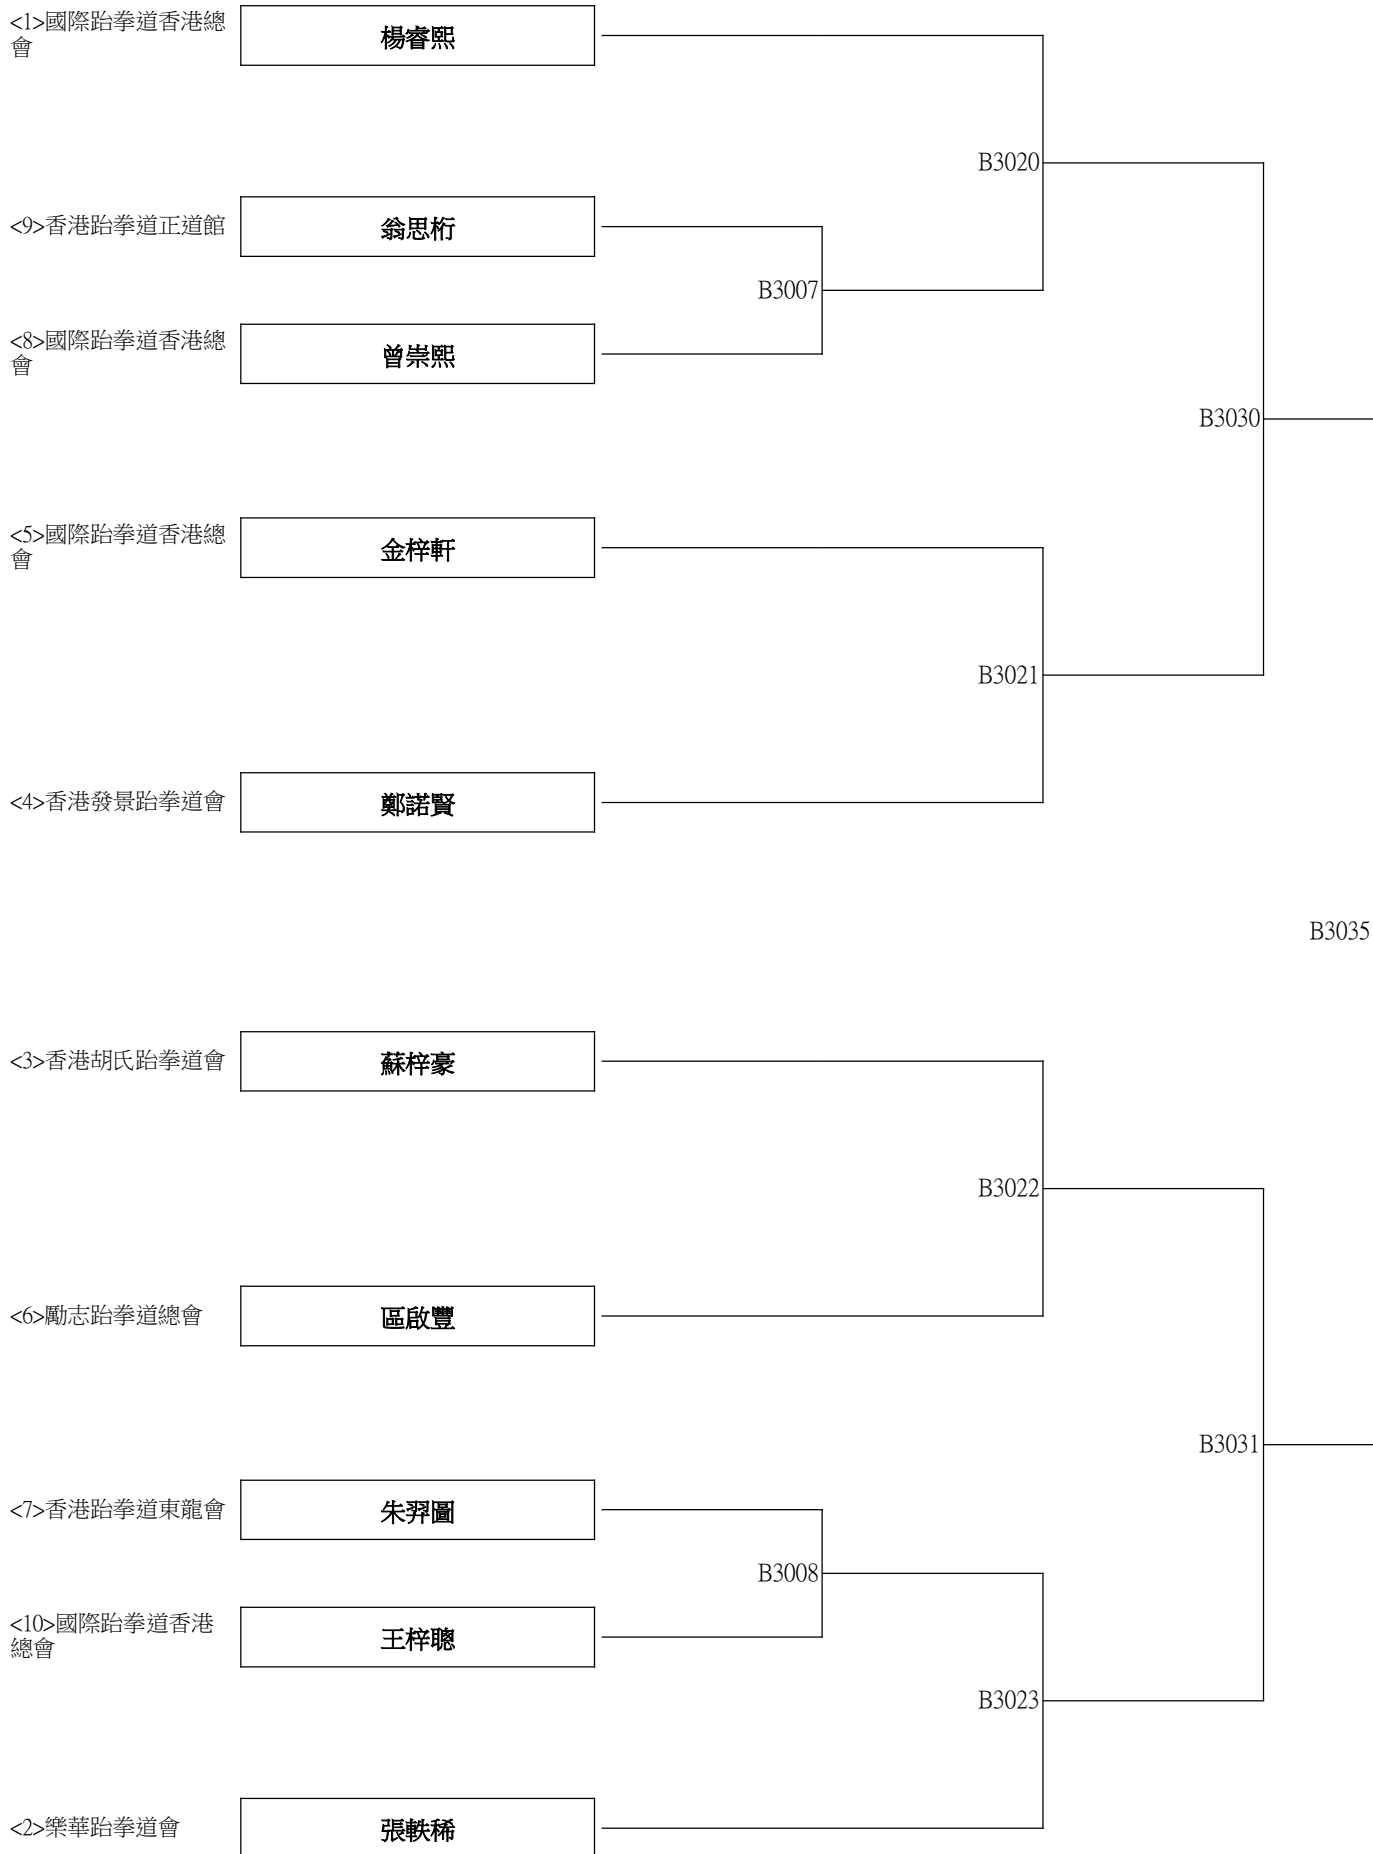 <1>國際跆拳道香港總
會
楊睿熙
B3020
<9>香港跆拳道正道館
翁思桁
B3007
<8>國際跆拳道香港總
會
曾崇熙
B3030
<5>國際跆拳道香港總
會
金梓軒
B3021
<4>香港發景跆拳道會
鄭諾賢
B3035
<3>香港胡氏跆拳道會
蘇梓豪
B3022
<6>勵志跆拳道總會
區啟豐
B3031
<7>香港跆拳道東龍會
朱羿圖
B3008
<10>國際跆拳道香港
總會
王梓聰
B3023
<2>樂華跆拳道會
張軼稀